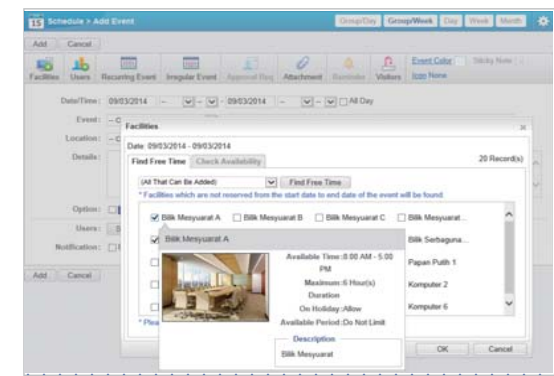 15 Schedule > Add Event Group/Day Group/Week Day Week Month
Add Cancel
Facilities Users Recurring Event Irregular Event Approval Req Attachment Reminder Visitors Event Color Sticky Note
Icon None
Date/Time: 09/03/2014 -- - 09/03/2014 -- All Day
Event:
Location:
Details:
Option:
Users:
Notification:
Add Cancel
Facilities
Date 09/03/2014 - 09/03/2014
Find Free Time Check Availability 20 Record(s)
(All That Can Be Added) Find Free Time
* Facilities which are not reserved from the start date to end date of the event will be found.
Bilik Mesyuarat A Bilik Mesyuarat B Bilik Mesyuarat C Bilik Mesyuarat...
Bilik Serbaguna...
Papan Putih 1
Komputer 2
Komputer 6
Bilik Mesyuarat A
Available Time :8:00 AM - 5:00 PM
Maximum Duration :6 Hour(s)
On Holiday :Allow
Available Period :Do Not Limit
Description
Bilik Mesyuarat
OK Cancel